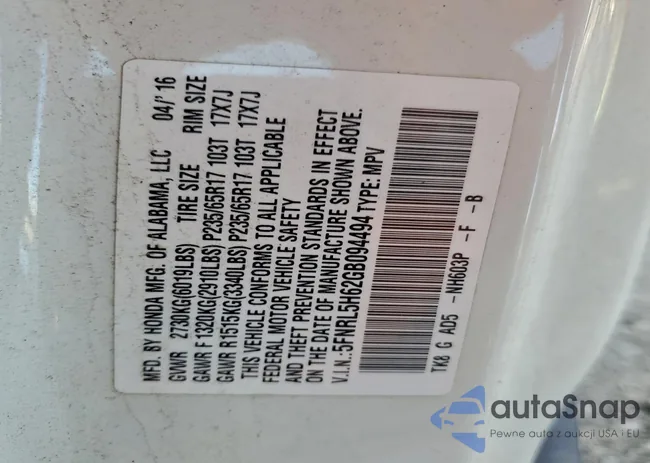 MFD. BY HONDA MFG. OF ALABAMA, LLC 04/'16
GVWR 2730KG(6019LBS) TIRE SIZE RIM SIZE
GAWR F 1320KG(2910LBS) P235/65R17 103T 17X7J
GAWR R1515KG(3340LBS) P235/65R17 103T 17X7J
THIS VEHICLE CONFORMS TO ALL APPLICABLE
FEDERAL MOTOR VEHICLE SAFETY
AND THEFT PREVENTION STANDARDS IN EFFECT
ON THE DATE OF MANUFACTURE SHOWN ABOVE.
V.I.N.:5FNRL5H62GB094494 TYPE: MPV
TK8 G AD5 -NH603P -F -B
autaSnap
Pewne auto z aukcji USA i EU